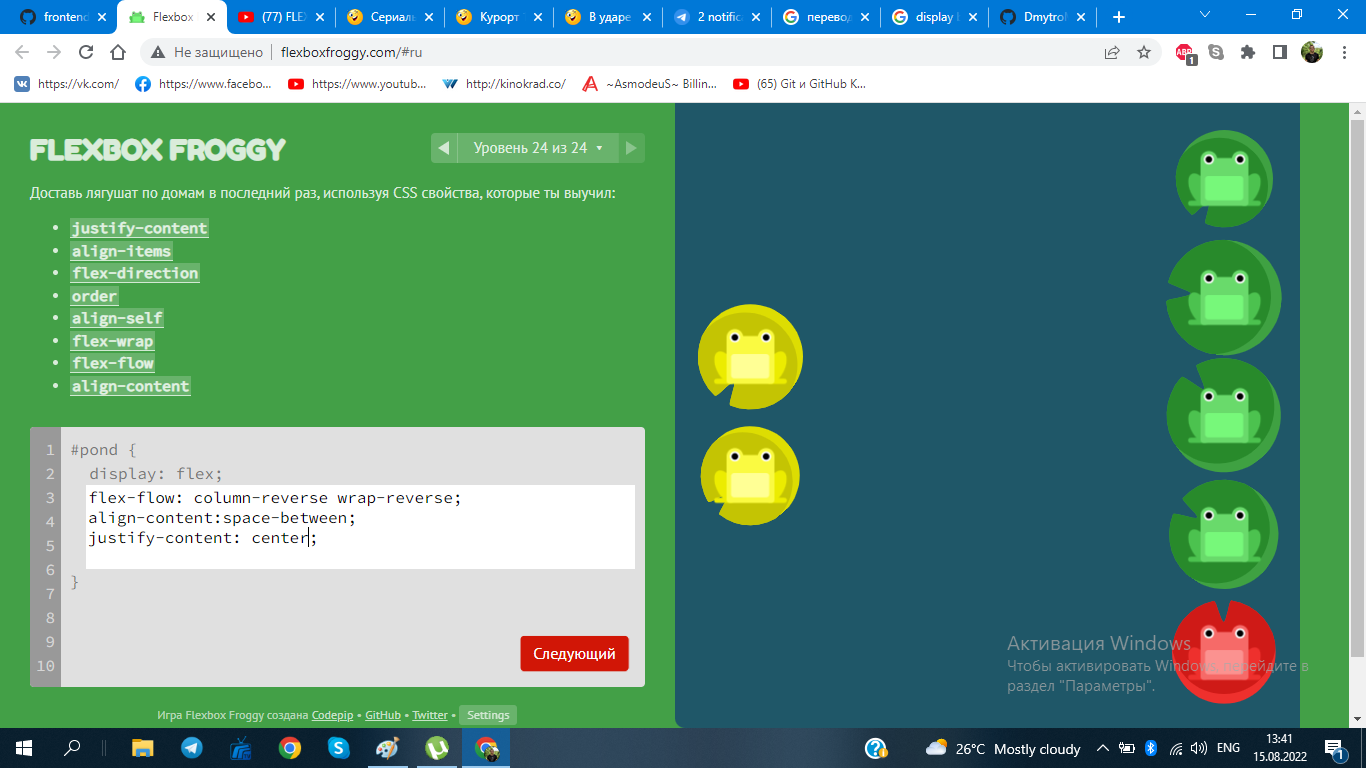 frontend
Flexbox
(77) FLE
Сериал
Курорт
В ударе
2 notific
перевод
display
Dmytro
Не защищено
flexboxfroggy.com/#ru
ABP
1
https://vk.com/
https://www.facebo...
https://www.youtub...
http://kinokrad.co/
~AsmodeuS~ Billin...
(65) Git и GitHub K...
FLEXBOX FROGGY
Уровень 24 из 24
Доставь лягушат по домам в последний раз, используя CSS свойства, которые ты выучил:
• justify-content
• align-items
• flex-direction
• order
• align-self
• flex-wrap
• flex-flow
• align-content
1 #pond {
2 display: flex;
3 flex-flow: column-reverse wrap-reverse;
4 align-content:space-between;
5 justify-content: center;
6 }
7
8
9
10
Следующий
Игра Flexbox Froggy создана Codepip • GitHub • Twitter • Settings
Активация Windows
Чтобы активировать Windows, перейдите в
раздел "Параметры".
26°C Mostly cloudy
ENG
13:41
15.08.2022
1